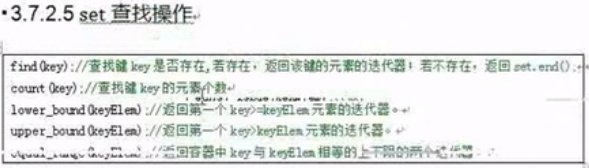 •3.7.2.5 set 查找操作
find(key);//查找键 key 是否存在,若存在，返回该键的元素的迭代器；若不存在，返回 set.end();
count(key);//查找键 key 的元素个数
lower_bound(keyElem);//返回第一个 key>=keyElem 元素的迭代器。
upper_bound(keyElem);//返回第一个 key>keyElem 元素的迭代器。
equal_range(keyElem);//返回容器中 key 与 keyElem 相等的上下限的两个迭代器。